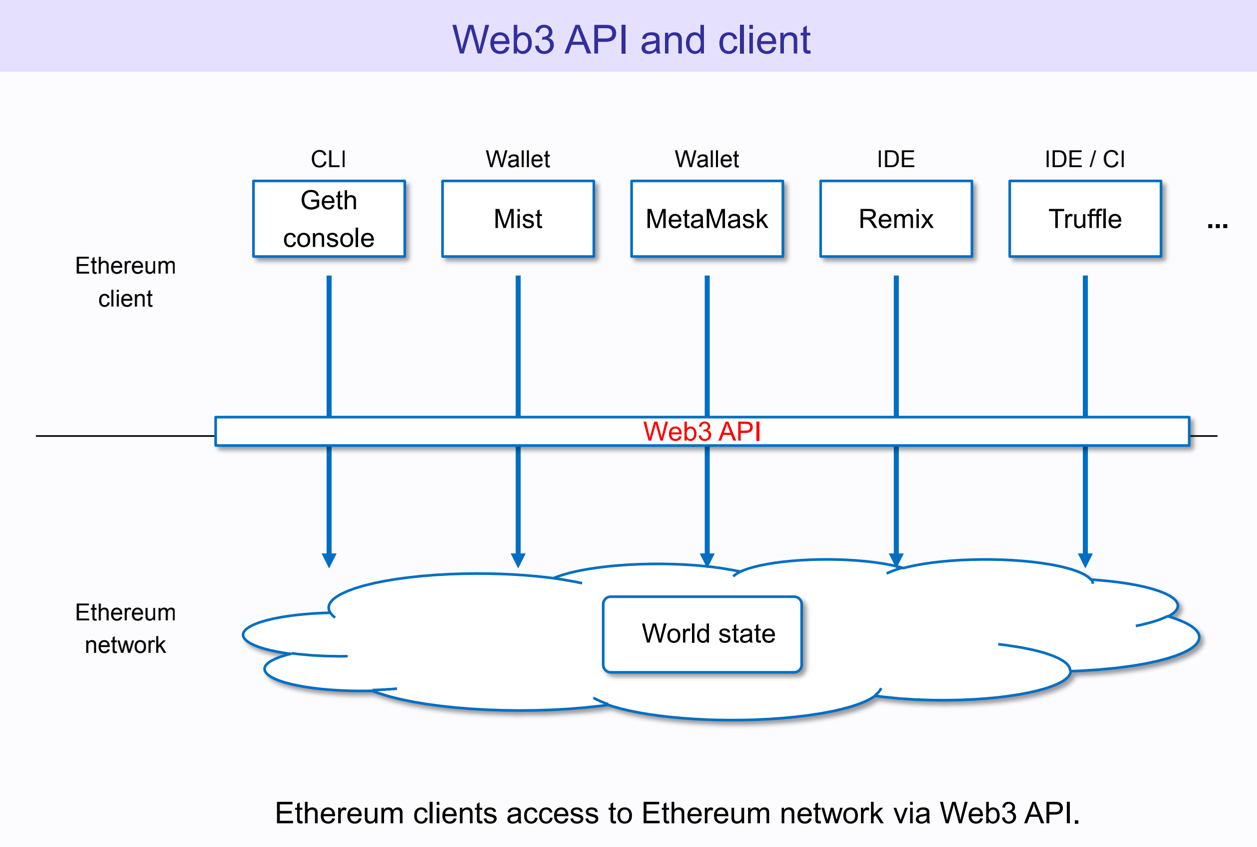 Web3 API and client
CLI
Wallet
Wallet
IDE
IDE / CI
Geth
console
Mist
MetaMask
Remix
Truffle
...
Ethereum
client
Web3 API
Ethereum
network
World state
Ethereum clients access to Ethereum network via Web3 API.